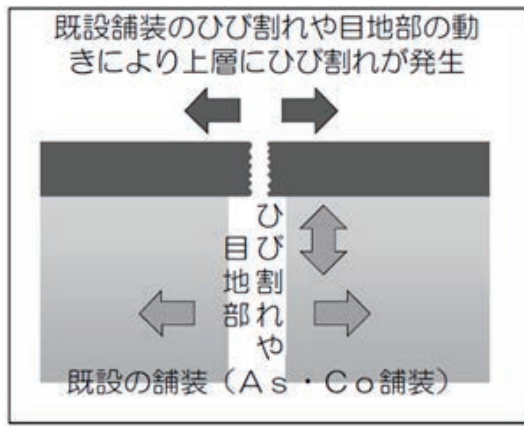 既設舗装のひび割れや目地部の動
きにより上層にひび割れが発生
ひび割れや
目地部
既設の舗装（Ａｓ・Ｃｏ舗装）